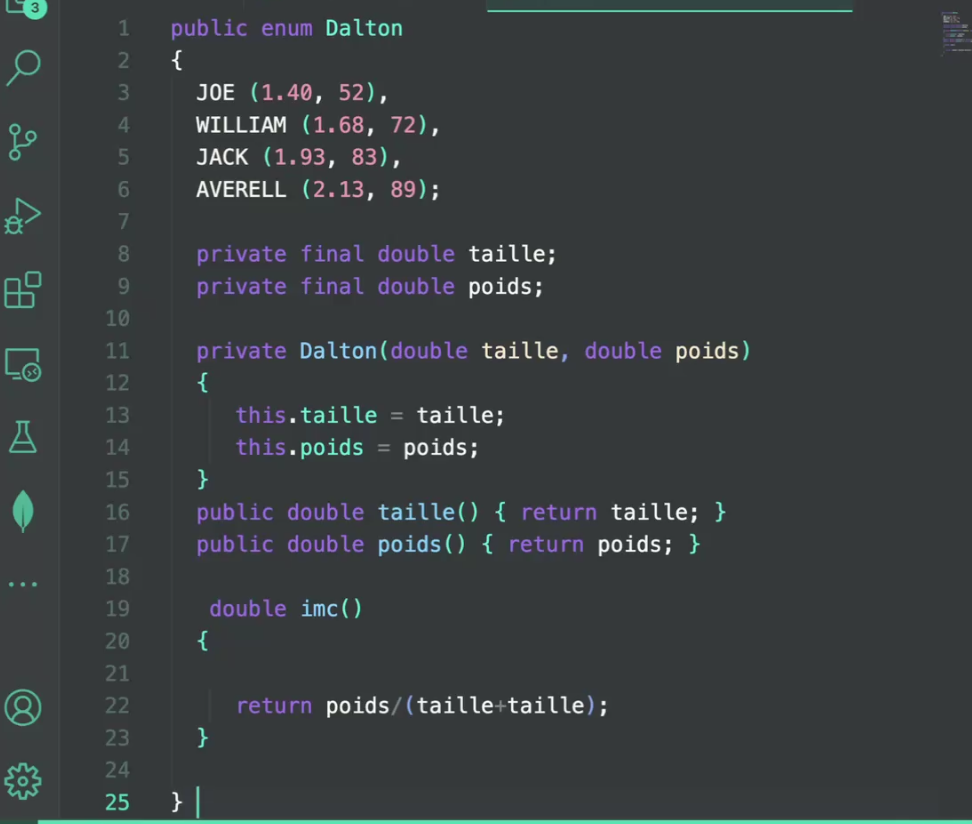 3
1 public enum Dalton
2 {
3 JOE (1.40, 52),
4 WILLIAM (1.68, 72),
5 JACK (1.93, 83),
6 AVERELL (2.13, 89);
7
8 private final double taille;
9 private final double poids;
10
11 private Dalton(double taille, double poids)
12 {
13 this.taille = taille;
14 this.poids = poids;
15 }
16 public double taille() { return taille; }
17 public double poids() { return poids; }
18
19 double imc()
20 {
21
22 return poids/(taille+taille);
23 }
24
25 }